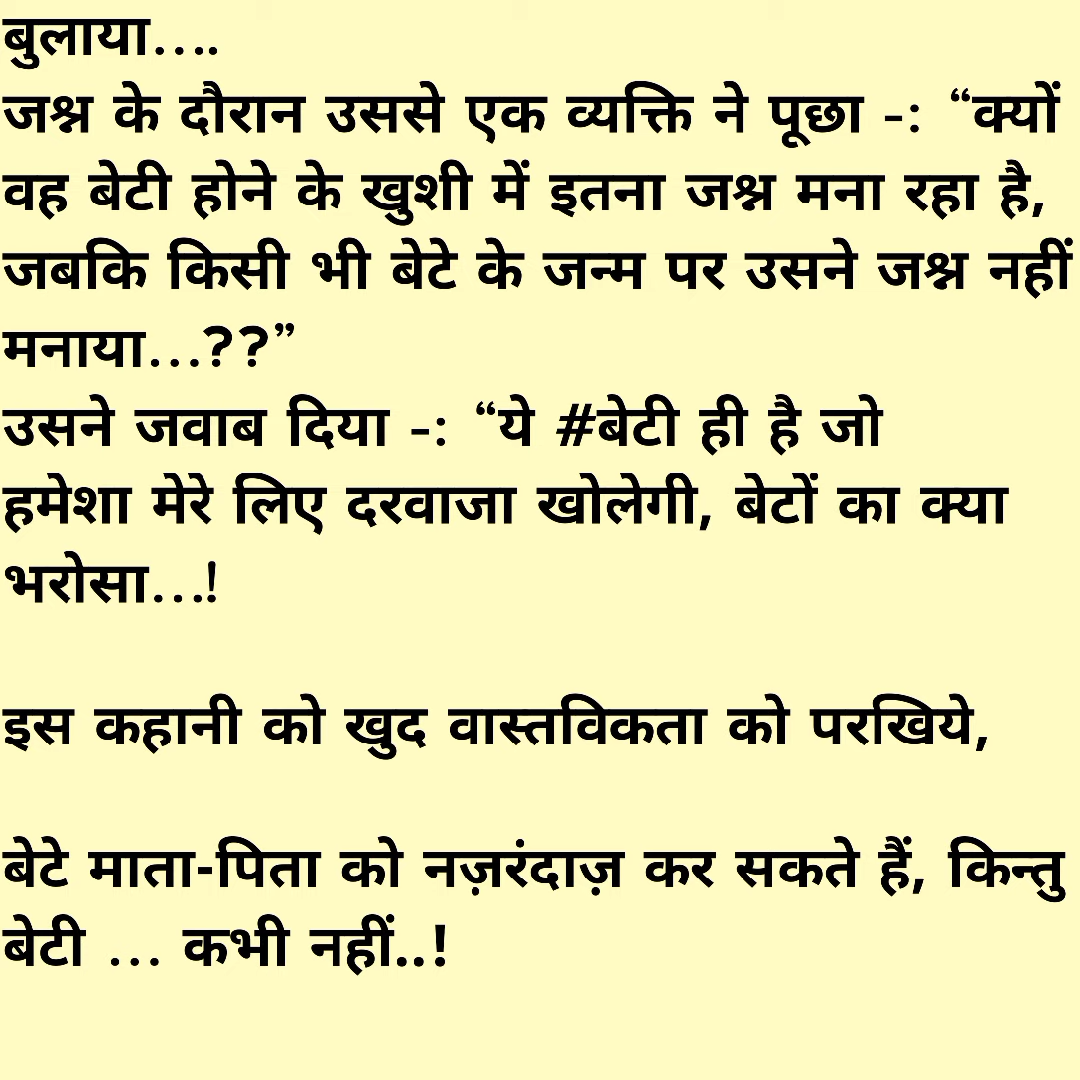 बुलाया….
जश्न के दौरान उससे एक व्यक्ति ने पूछा -: “क्यों
वह बेटी होने के खुशी में इतना जश्न मना रहा है,
जबकि किसी भी बेटे के जन्म पर उसने जश्न नहीं
मनाया…??”
उसने जवाब दिया -: “ये #बेटी ही है जो
हमेशा मेरे लिए दरवाजा खोलेगी, बेटों का क्या
भरोसा…!
इस कहानी को खुद वास्तविकता को परखिये,
बेटे माता-पिता को नज़रंदाज़ कर सकते हैं, किन्तु
बेटी … कभी नहीं..!